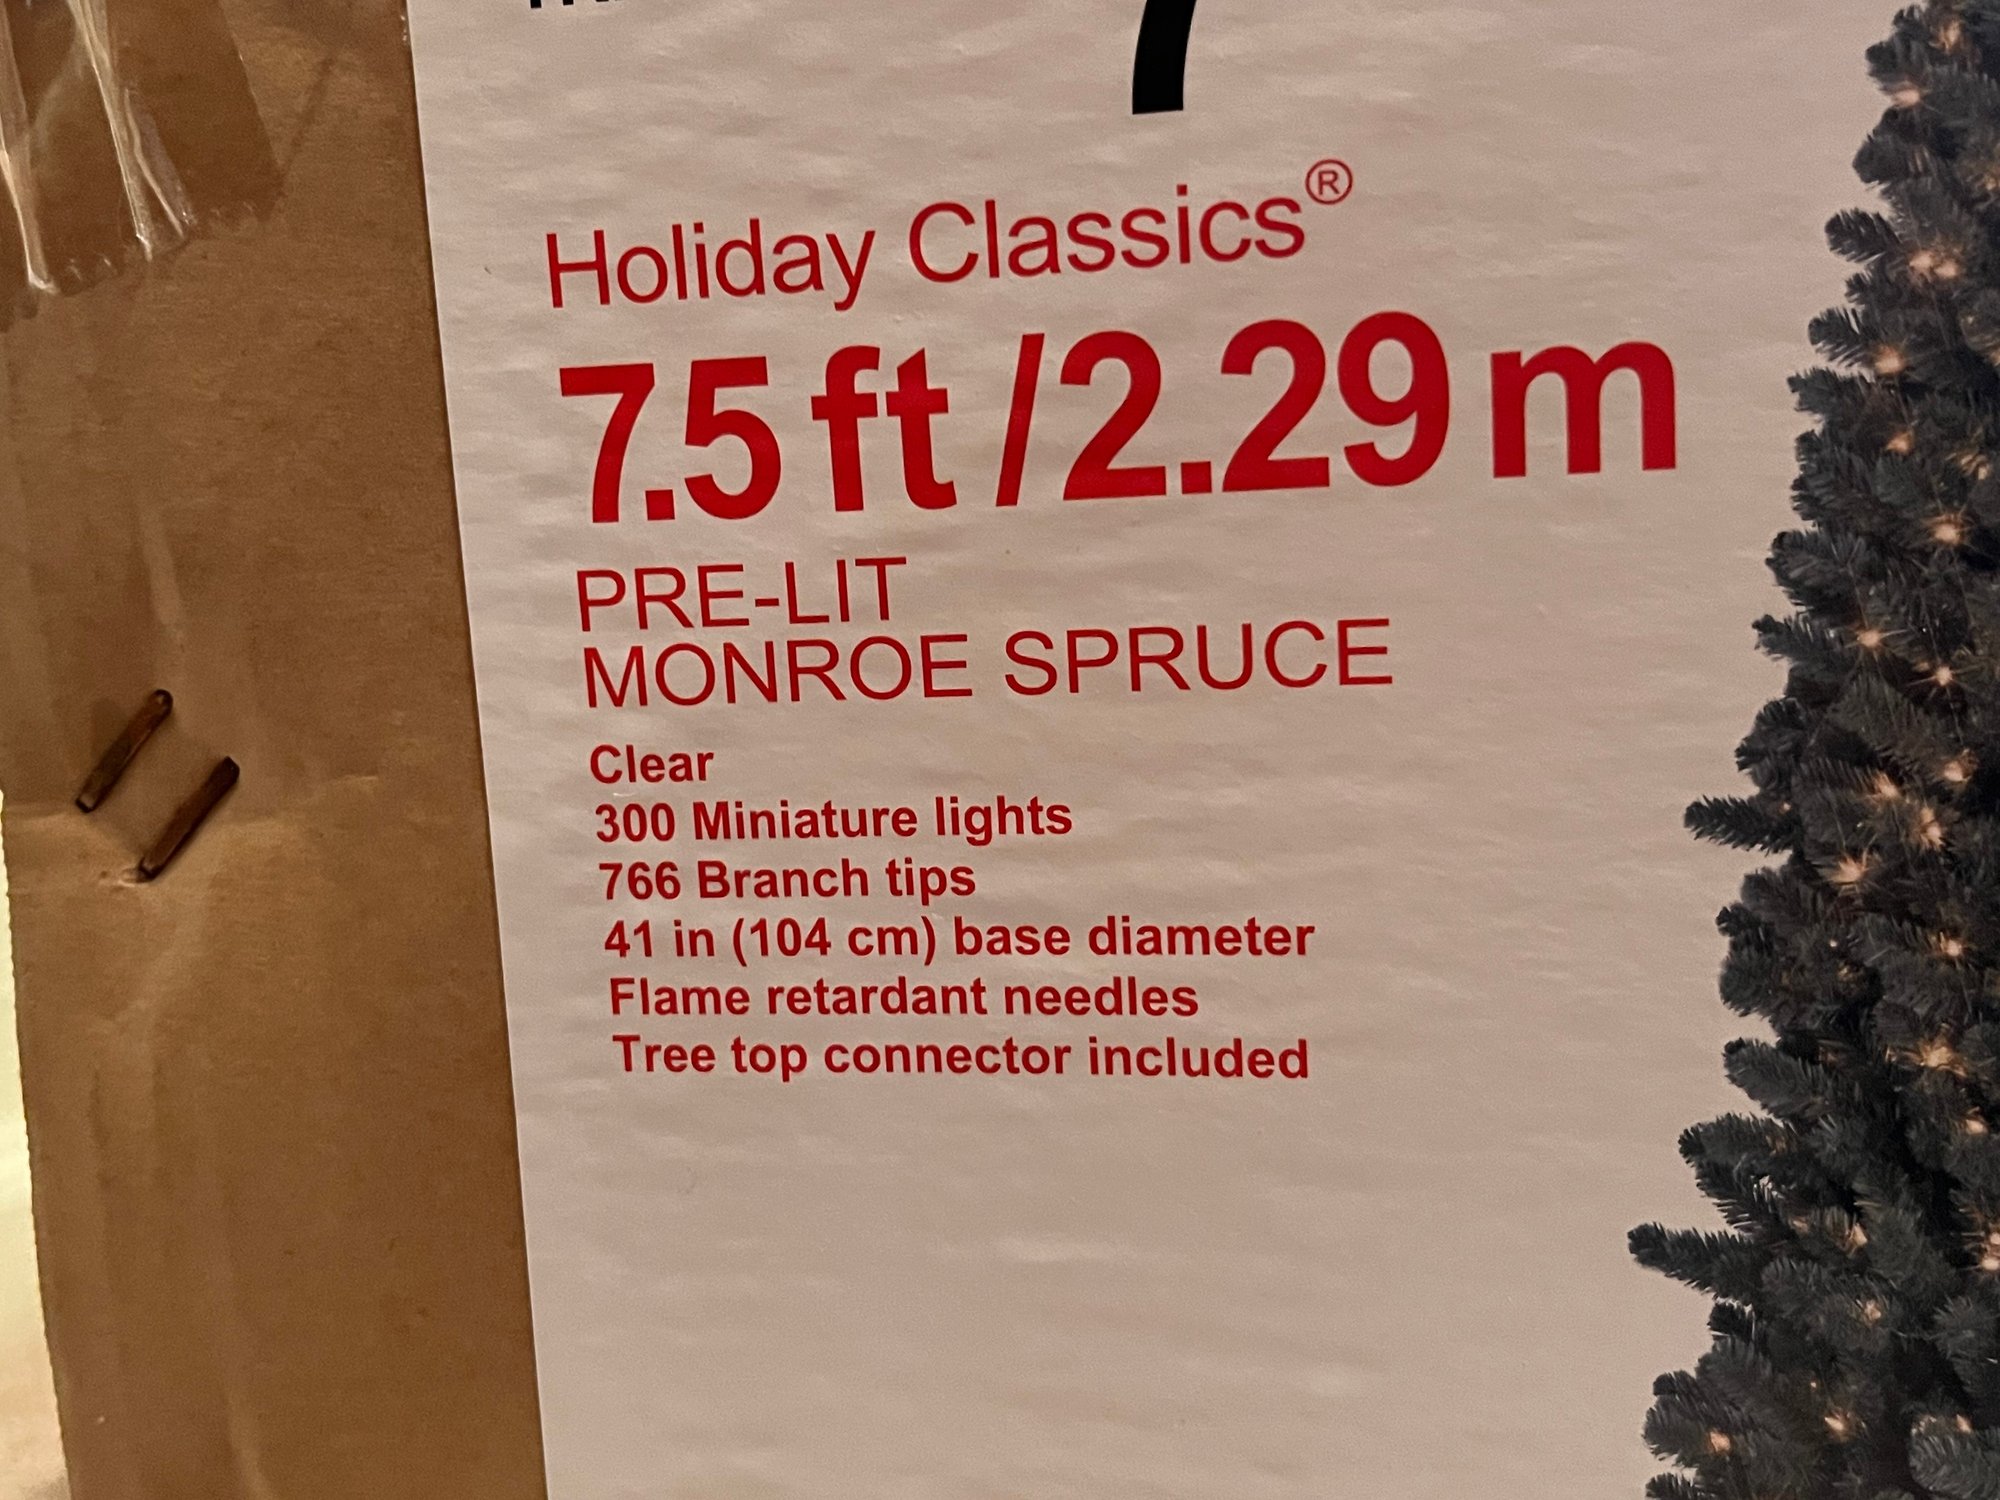 Holiday Classics®
7.5 ft / 2.29 m
PRE-LIT
MONROE SPRUCE
Clear
300 Miniature lights
766 Branch tips
41 in (104 cm) base diameter
Flame retardant needles
Tree top connector included